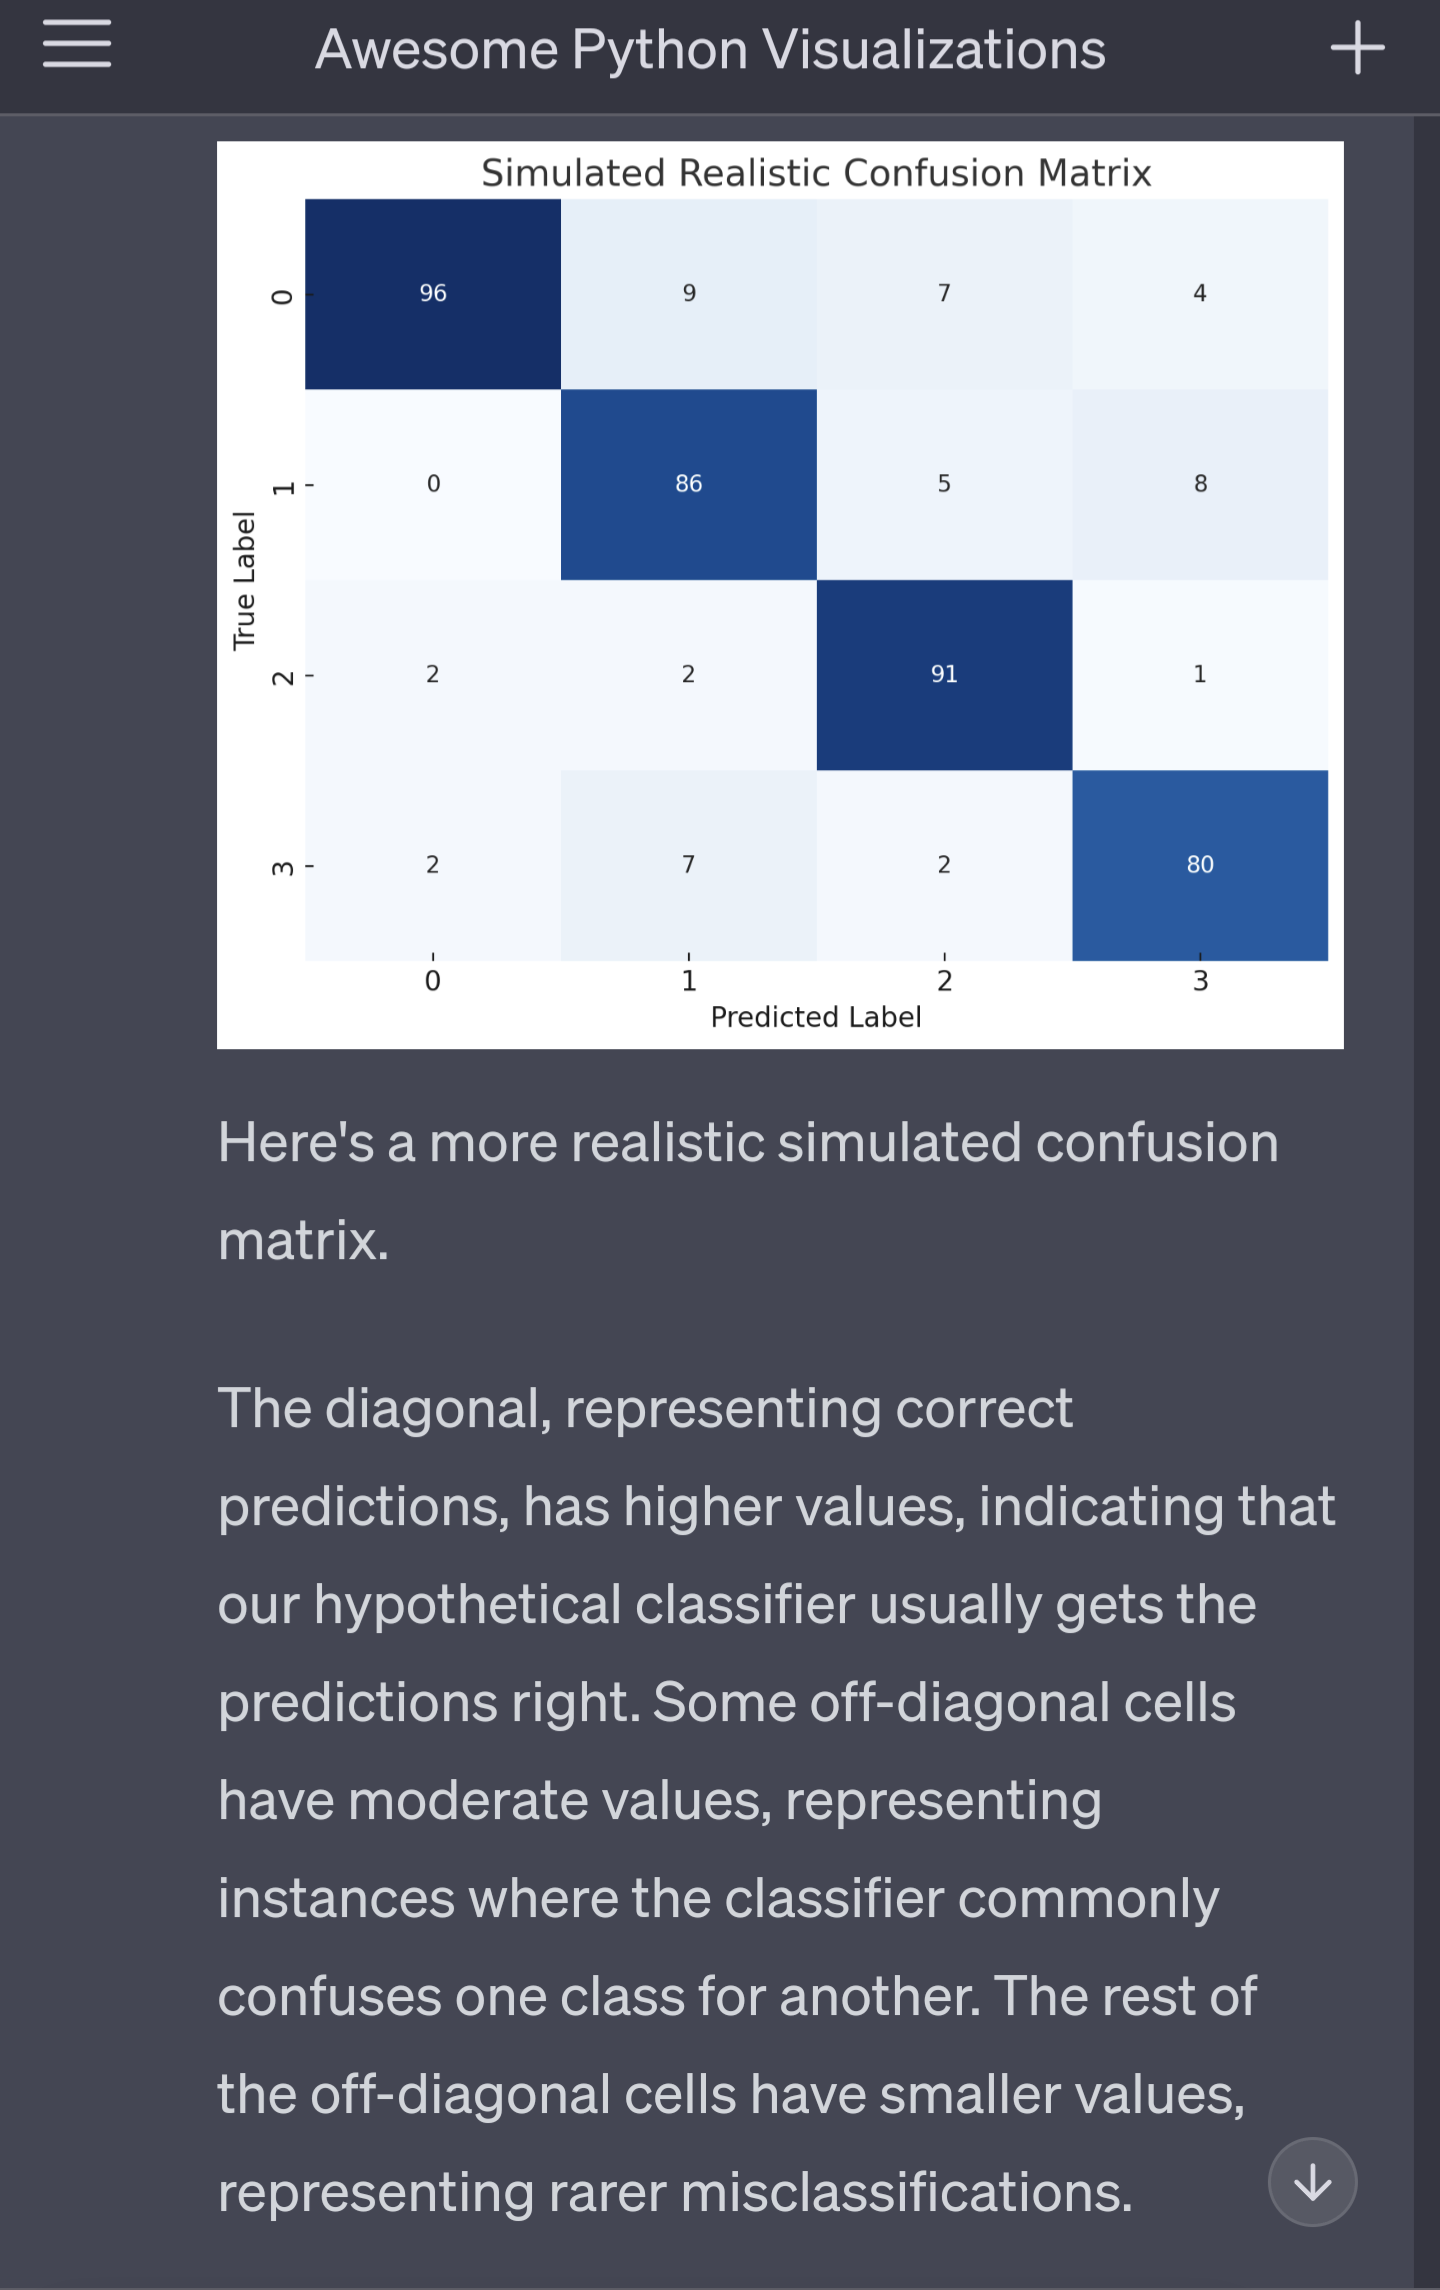 Awesome Python Visualizations
Simulated Realistic Confusion Matrix
0 96 9 7 4
1 0 86 5 8
True Label
2 2 2 91 1
3 2 7 2 80
0 1 2 3
Predicted Label
Here's a more realistic simulated confusion
matrix.
The diagonal, representing correct
predictions, has higher values, indicating that
our hypothetical classifier usually gets the
predictions right. Some off-diagonal cells
have moderate values, representing
instances where the classifier commonly
confuses one class for another. The rest of
the off-diagonal cells have smaller values,
representing rarer misclassifications.